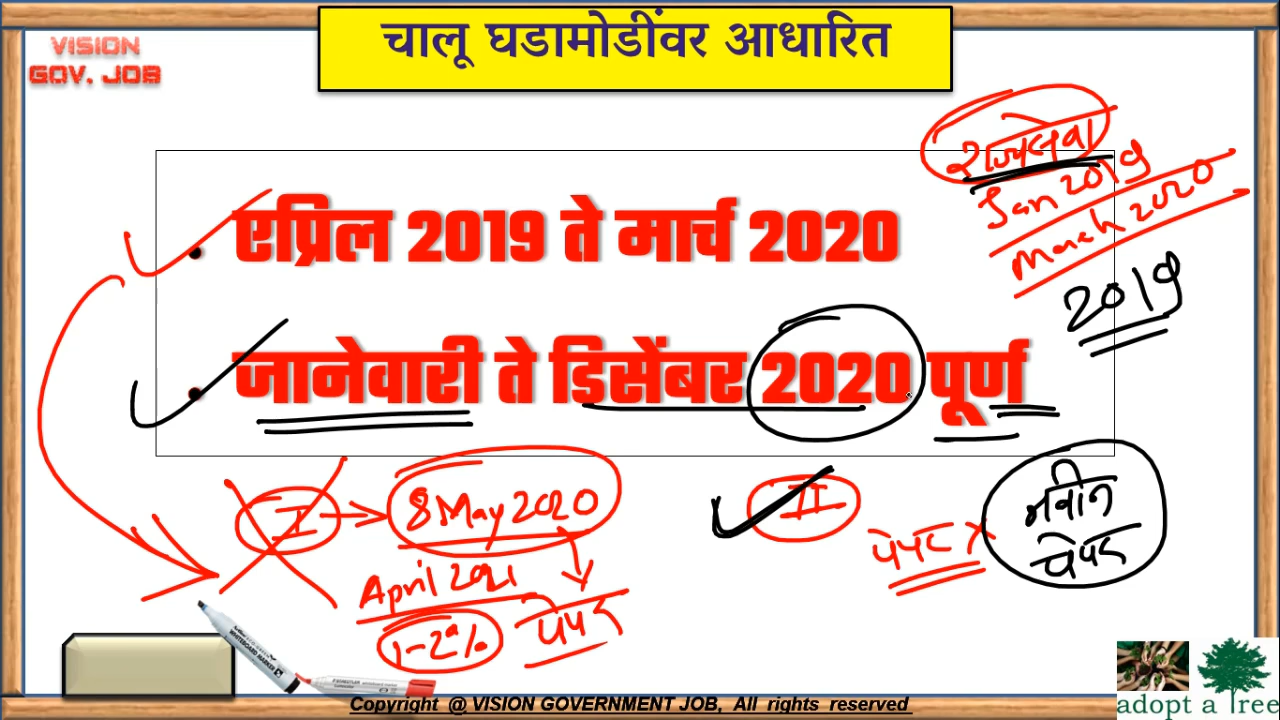 चालू घडामोडींवर आधारित
VISION
GOV. JOB
राज्यसेवा
Jan 2019
March 2020
2019
एप्रिल 2019 ते मार्च 2020
जानेवारी ते डिसेंबर 2020 पूर्ण
I
8 May 2020
II
पेपर
नवीन
पेपर
April 2021
1-2%
पेपर
Copyright @ VISION GOVERNMENT JOB, All rights reserved
adopt a Tree